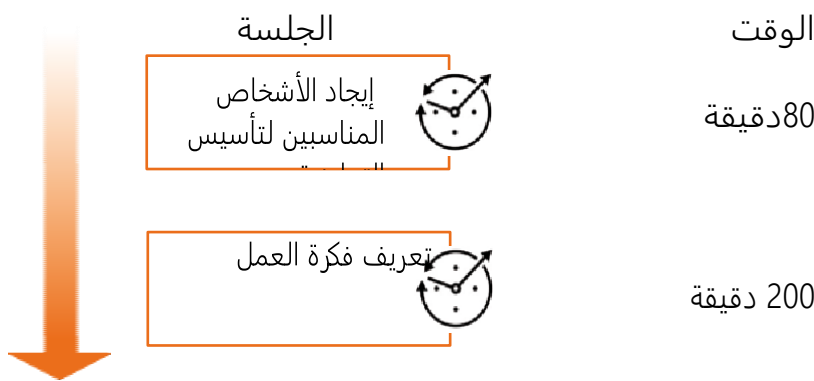 الوقت
الجلسة
80دقيقة
إيجاد الأشخاص
المناسبين لتأسيس
200 دقيقة
تعريف فكرة العمل